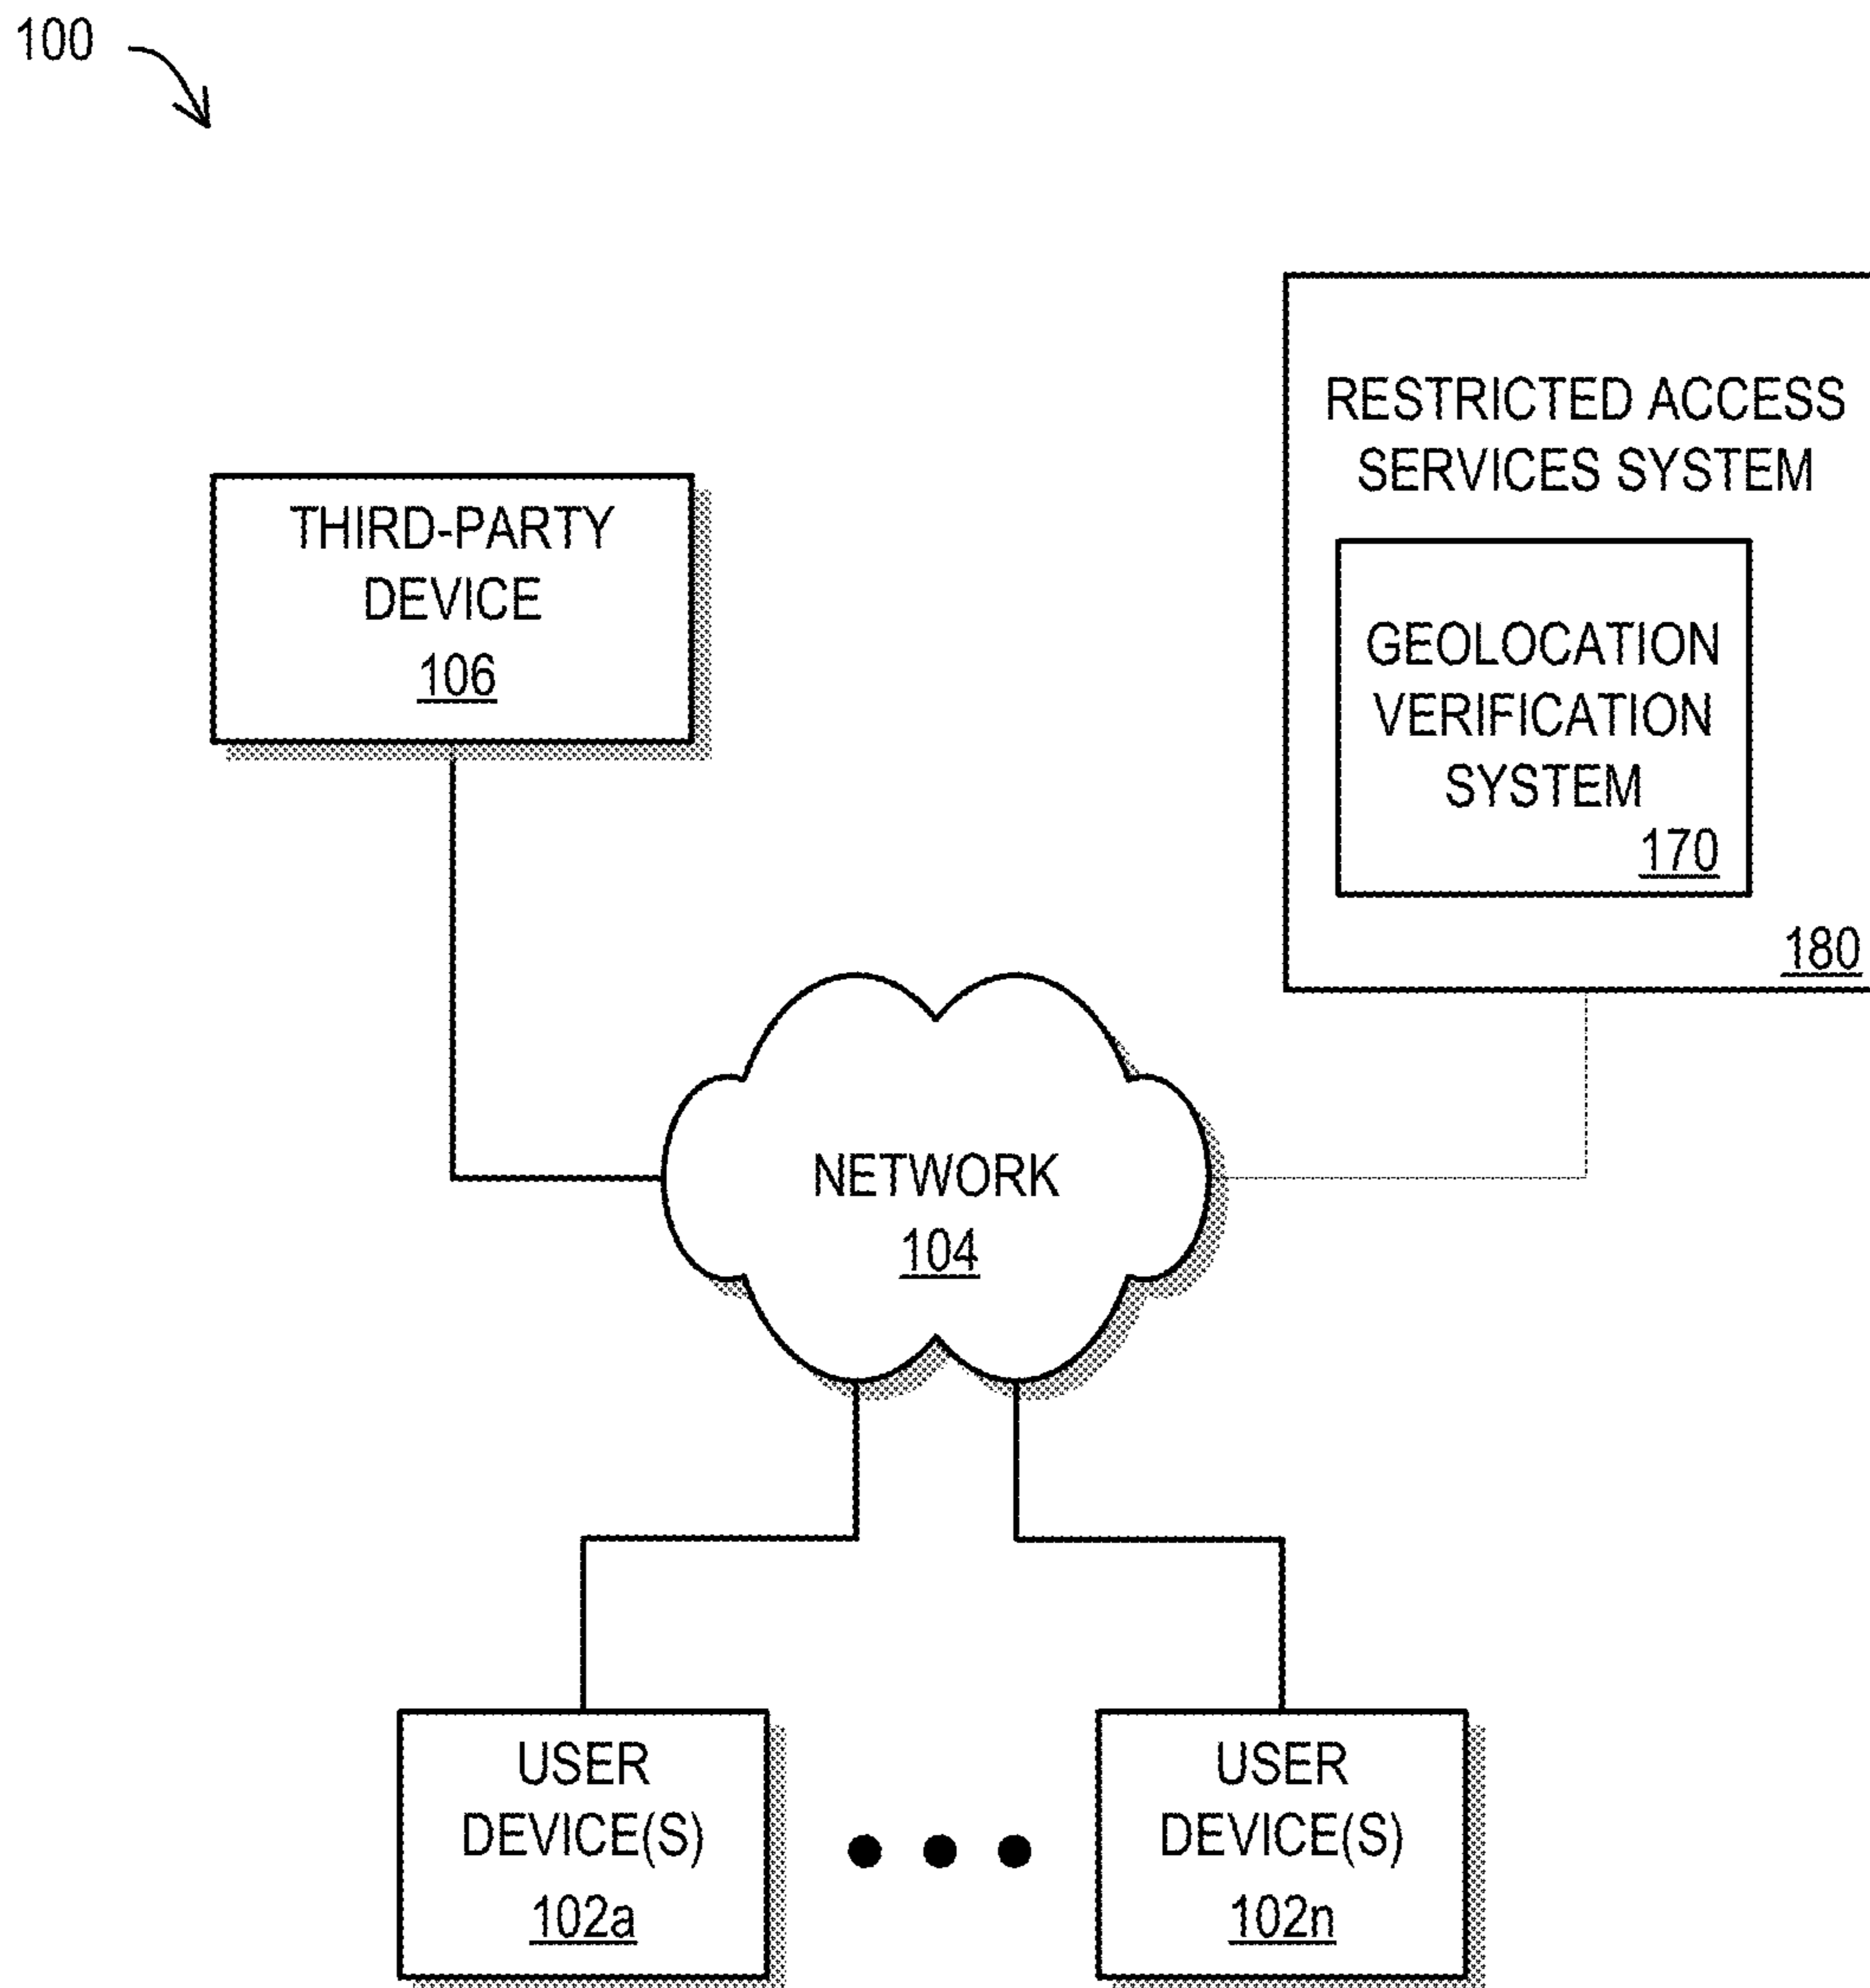 100
RESTRICTED ACCESS
SERVICES SYSTEM
THIRD-PARTY
DEVICE
106
GEOLOCATION
VERIFICATION
SYSTEM
170
180
NETWORK
104
USER
DEVICE(S)
102a
USER
DEVICE(S)
102n